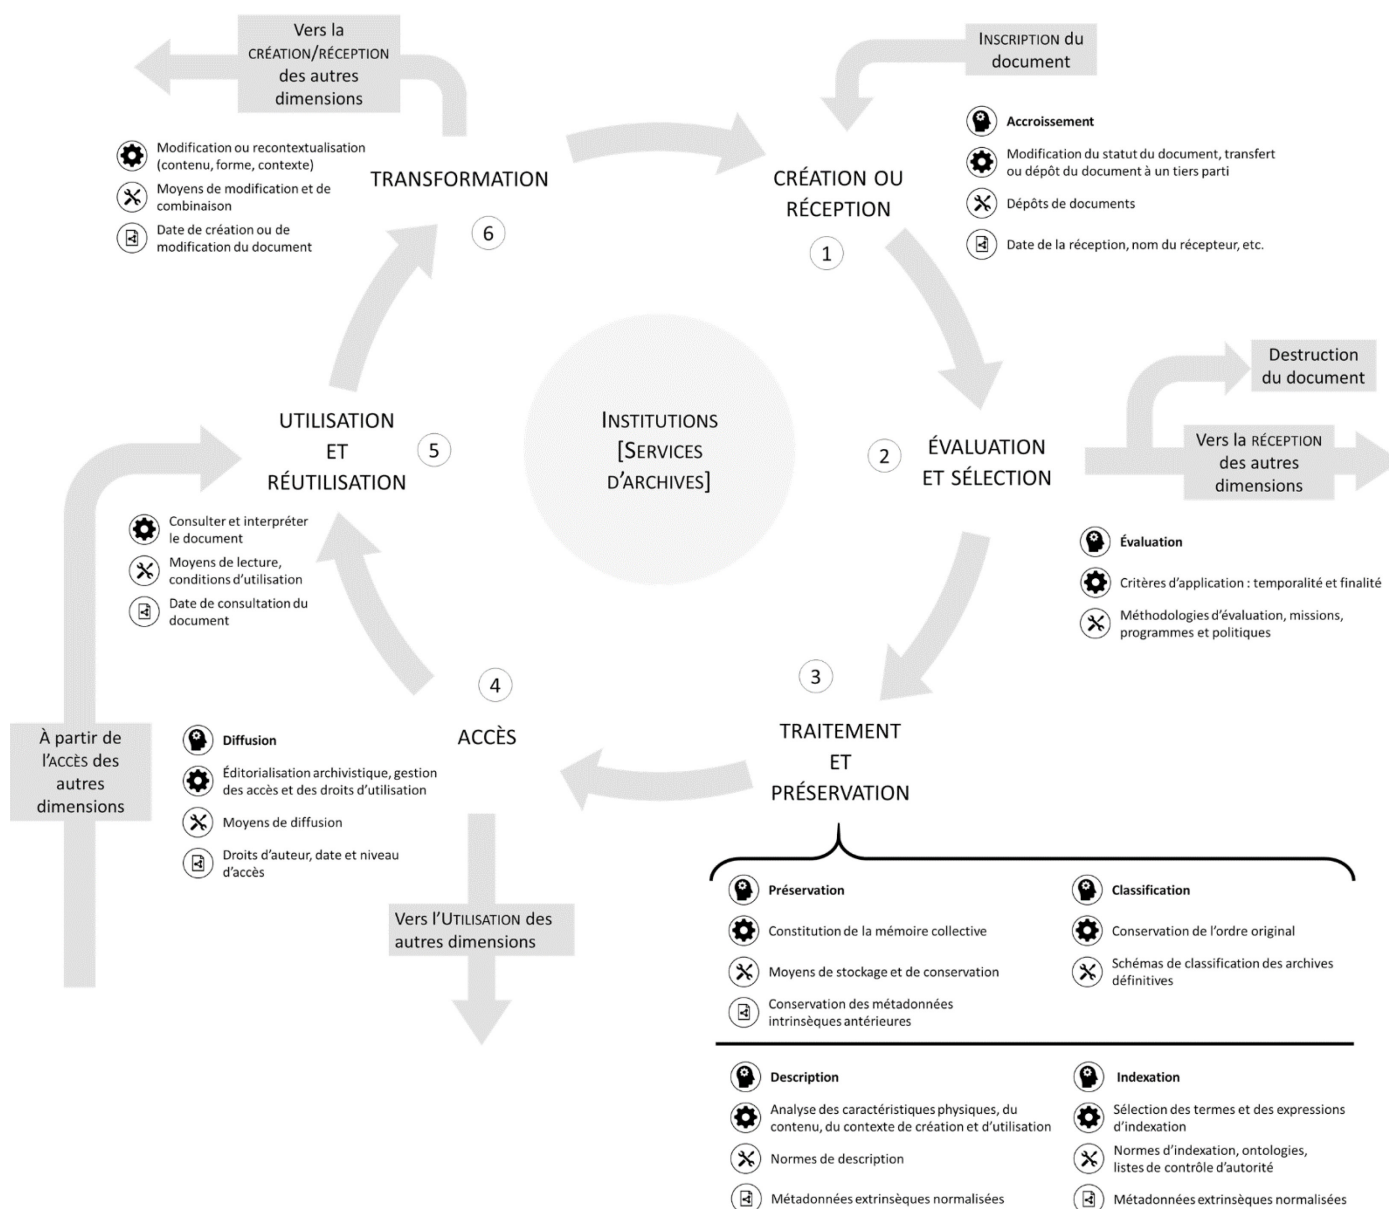 Vers la
CRÉATION/RÉCEPTION
des autres
dimensions
INSCRIPTION du
document
Accroissement
Modification du statut du document, transfert
ou dépôt du document à un tiers parti
Dépôts de documents
Date de la réception, nom du récepteur, etc.
Modification ou recontextualisation
(contenu, forme, contexte)
Moyens de modification et de
combinaison
Date de création ou de
modification du document
TRANSFORMATION
6
CRÉATION OU
RÉCEPTION
1
Destruction
du document
Vers la RÉCEPTION
des autres
dimensions
INSTITUTIONS
[SERVICES
D'ARCHIVES]
2
ÉVALUATION
ET SÉLECTION
Évaluation
Critères d'application : temporalité et finalité
Méthodologies d'évaluation, missions,
programmes et politiques
UTILISATION
ET
RÉUTILISATION
5
Consulter et interpréter
le document
Moyens de lecture,
conditions d'utilisation
Date de consultation du
document
3
TRAITEMENT
ET
PRÉSERVATION
4
ACCÈS
À partir de
l'ACCÈS des
autres
dimensions
Diffusion
Éditorialisation archivistique, gestion
des accès et des droits d'utilisation
Moyens de diffusion
Droits d'auteur, date et niveau
d'accès
Vers l'UTILISATION des
autres dimensions
Préservation
Constitution de la mémoire collective
Moyens de stockage et de conservation
Conservation des métadonnées
intrinsèques antérieures
Classification
Conservation de l'ordre original
Schémas de classification des archives
définitives
Description
Analyse des caractéristiques physiques, du
contenu, du contexte de création et d'utilisation
Normes de description
Métadonnées extrinsèques normalisées
Indexation
Sélection des termes et des expressions
d'indexation
Normes d'indexation, ontologies,
listes de contrôle d'autorité
Métadonnées extrinsèques normalisées